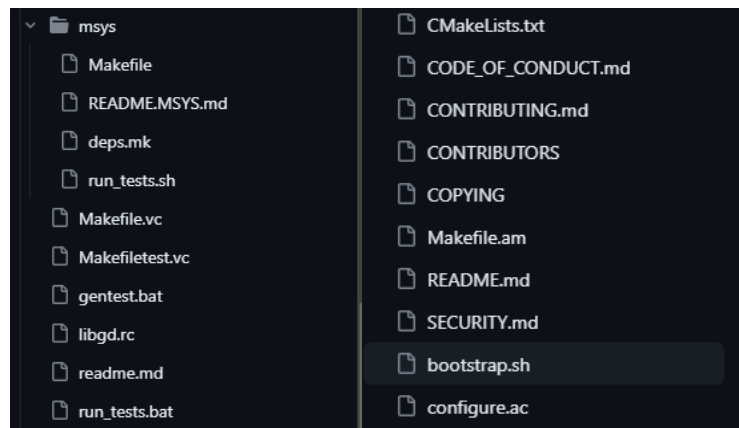 msys
Makefile
README.MSYS.md
deps.mk
run_tests.sh
Makefile.vc
Makefiletest.vc
gentest.bat
libgd.rc
readme.md
run_tests.bat
CMakeLists.txt
CODE_OF_CONDUCT.md
CONTRIBUTING.md
CONTRIBUTORS
COPYING
Makefile.am
README.md
SECURITY.md
bootstrap.sh
configure.ac